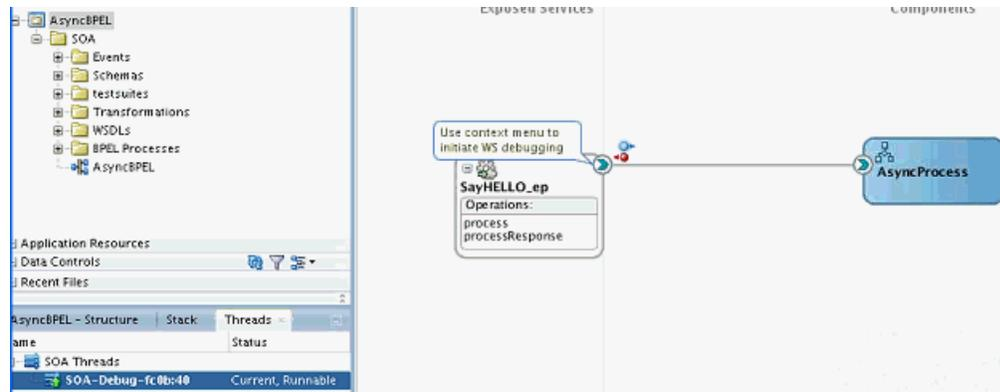 AsyncBPEL
SOA
Events
Schemas
testsuites
Transformations
WSDLs
BPEL Processes
AsyncBPEL
Application Resources
Data Controls
Recent Files
AsyncBPEL - Structure Stack Threads
ame Status
SOA Threads
SOA-Debug-fc0b:40 Current, Runnable
Exposed Services
Components
Use context menu to
initiate WS debugging
SayHELLO_ep
Operations:
process
processResponse
AsyncProcess